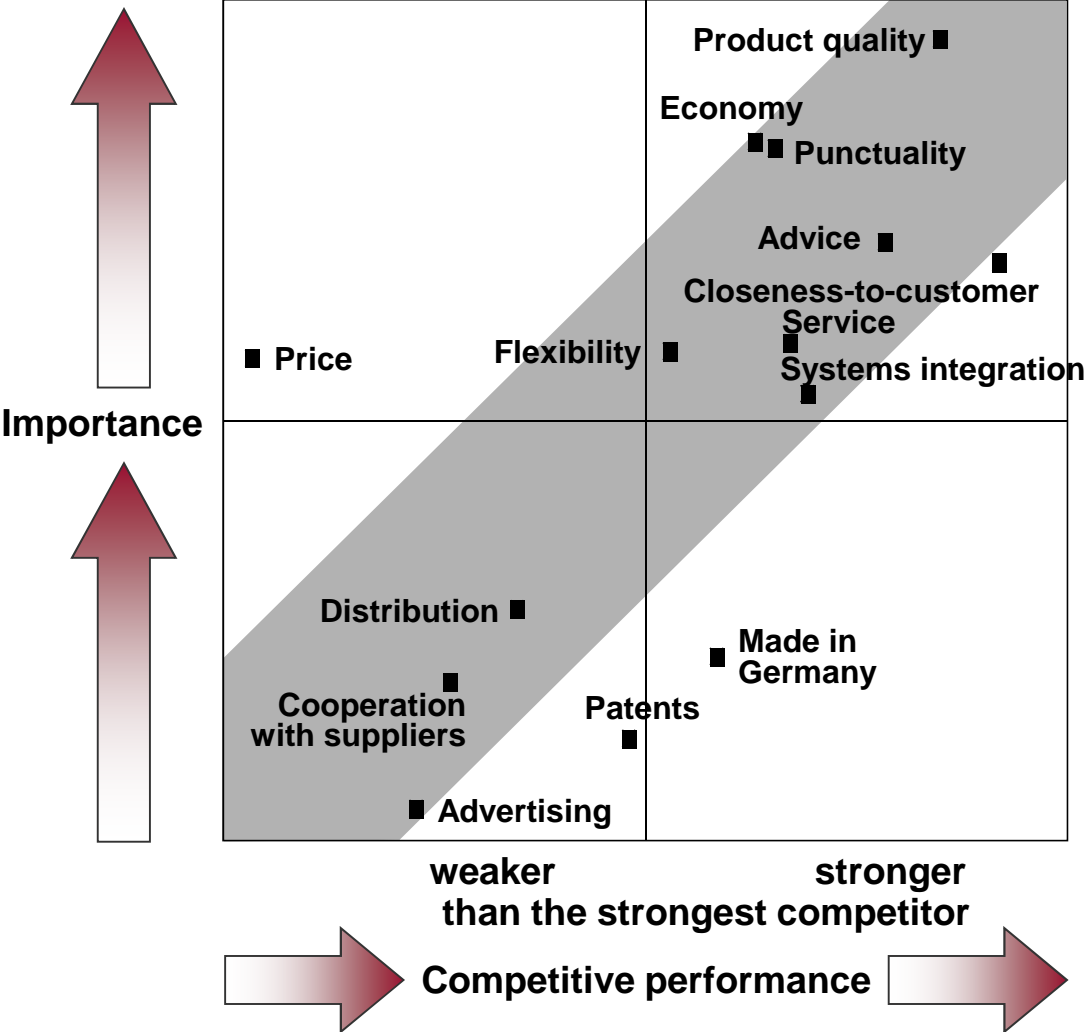 Product quality
Economy
Punctuality
Advice
Closeness-to-customer
Service
Flexibility
Price
Systems integration
Importance
Distribution
Made in
Germany
Cooperation
with suppliers
Patents
Advertising
weaker
stronger
than the strongest competitor
Competitive performance